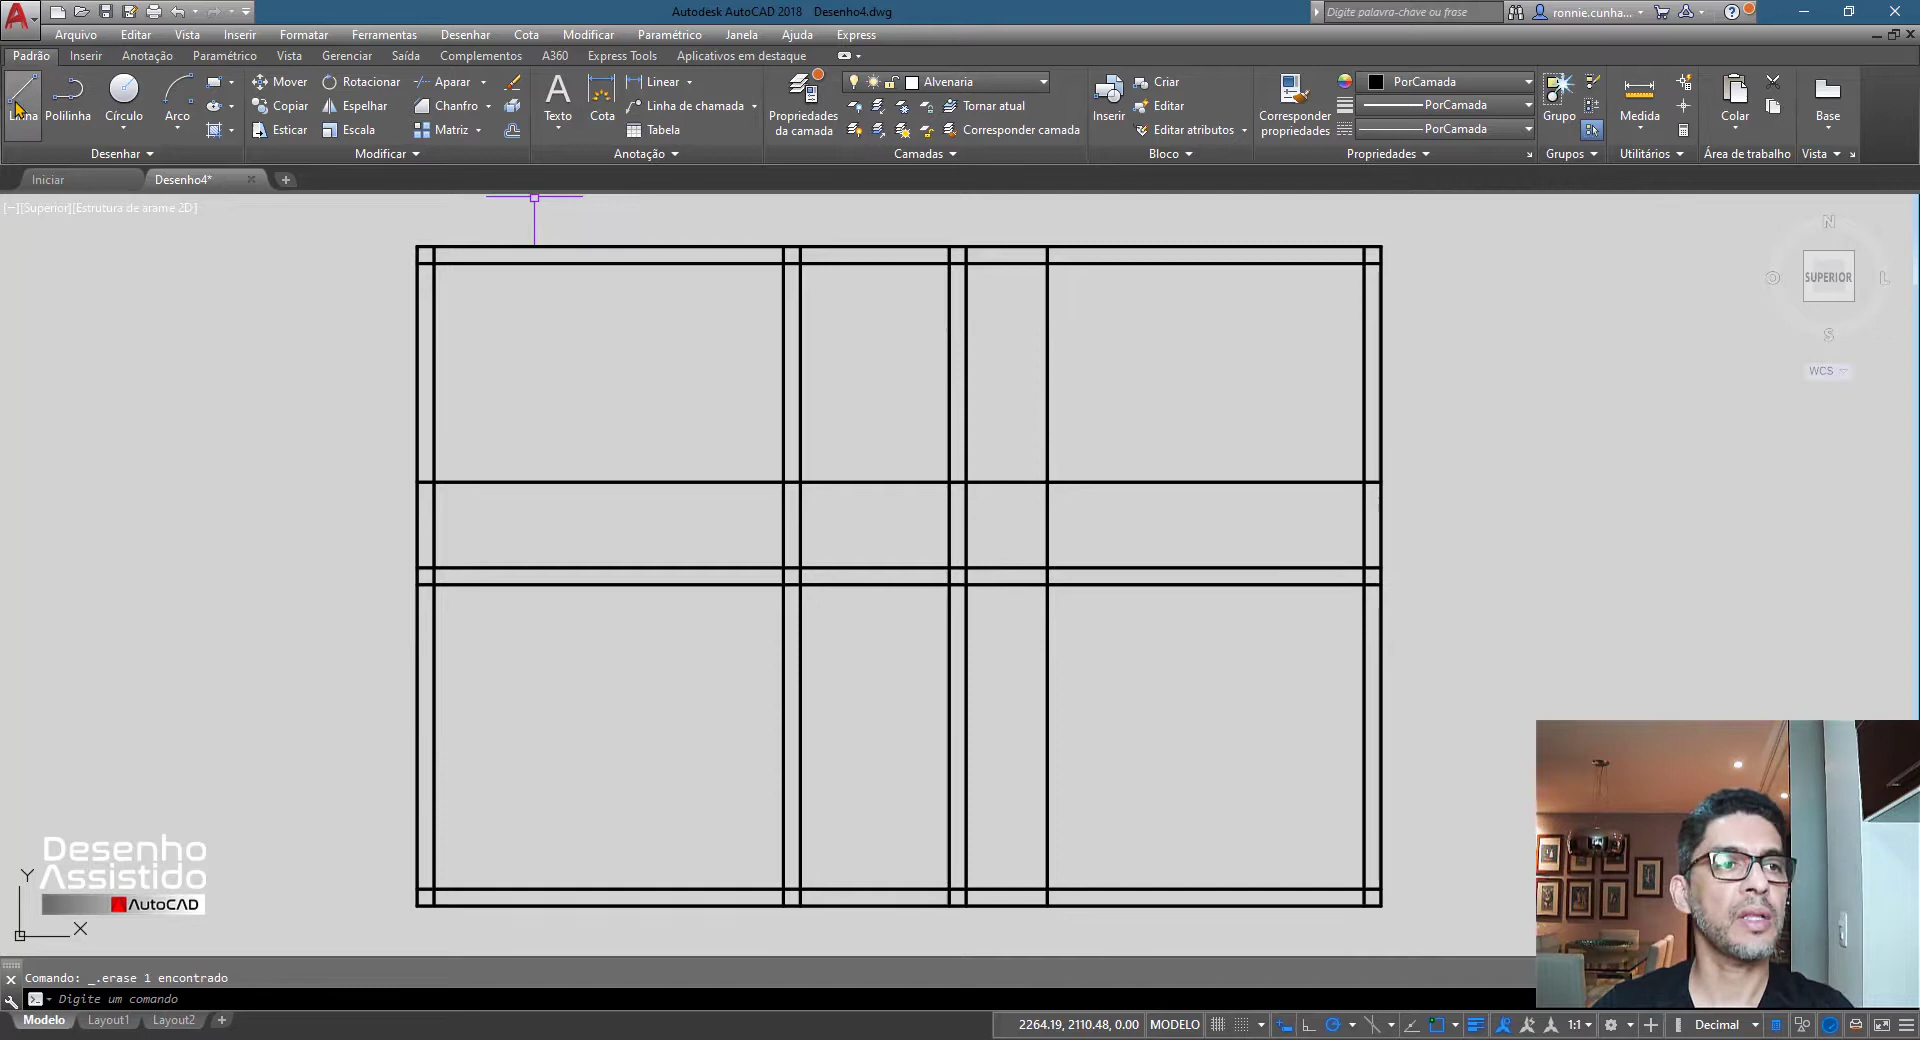 Autodesk AutoCAD 2018 Desenho4.dwg
Digite palavra-chave ou frase
ronnie.cunha...
Arquivo Editar Vista Inserir Formatar Ferramentas Desenhar Cota Modificar Paramétrico Janela Ajuda Express
Padrão Inserir Anotação Paramétrico Vista Gerenciar Saída Complementos A360 Express Tools Aplicativos em destaque
Linha Polilinha Círculo Arco
Mover Rotacionar Aparar
Copiar Espelhar Chanfro
Esticar Escala Matriz
Texto Cota
Linear
Linha de chamada
Tabela
Propriedades
da camada
Alvenaria
Tornar atual
Corresponder camada
Inserir
Criar
Editar
Editar atributos
Corresponder
propriedades
PorCamada
PorCamada
PorCamada
Grupo
Medida
Colar
Base
Desenhar Modificar Anotação Camadas Bloco Propriedades Grupos Utilitários Área de trabalho Vista
Iniciar Desenho4*
[−][Superior][Estrutura de arame 2D]
N
O SUPERIOR L
S
WCS
Desenho
Assistido
AutoCAD
Y
X
Comando: _.erase 1 encontrado
Digite um comando
Modelo Layout1 Layout2
2264.19, 2110.48, 0.00 MODELO 1:1 Decimal